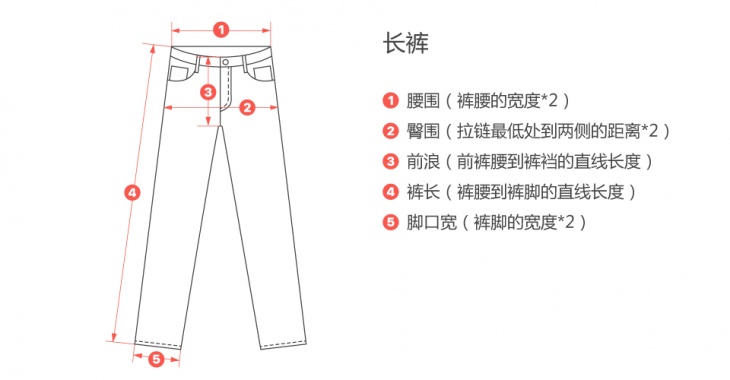 1
3
2
4
5
长裤
1 腰围（裤腰的宽度*2）
2 臀围（拉链最低处到两侧的距离*2）
3 前浪（前裤腰到裤裆的直线长度）
4 裤长（裤腰到裤脚的直线长度）
5 脚口宽（裤脚的宽度*2）